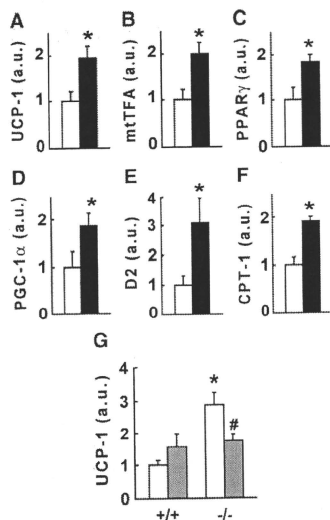 A
UCP-1 (a.u.)
2
1
0
*
B
mtTFA (a.u.)
2
1
0
*
C
PPARγ (a.u.)
2
1
0
*
D
PGC-1α (a.u.)
2
1
0
*
E
D2 (a.u.)
4
3
2
1
0
*
F
CPT-1 (a.u.)
2
1
0
*
G
UCP-1 (a.u.)
4
3
2
1
0
*
#
+/+
-/-